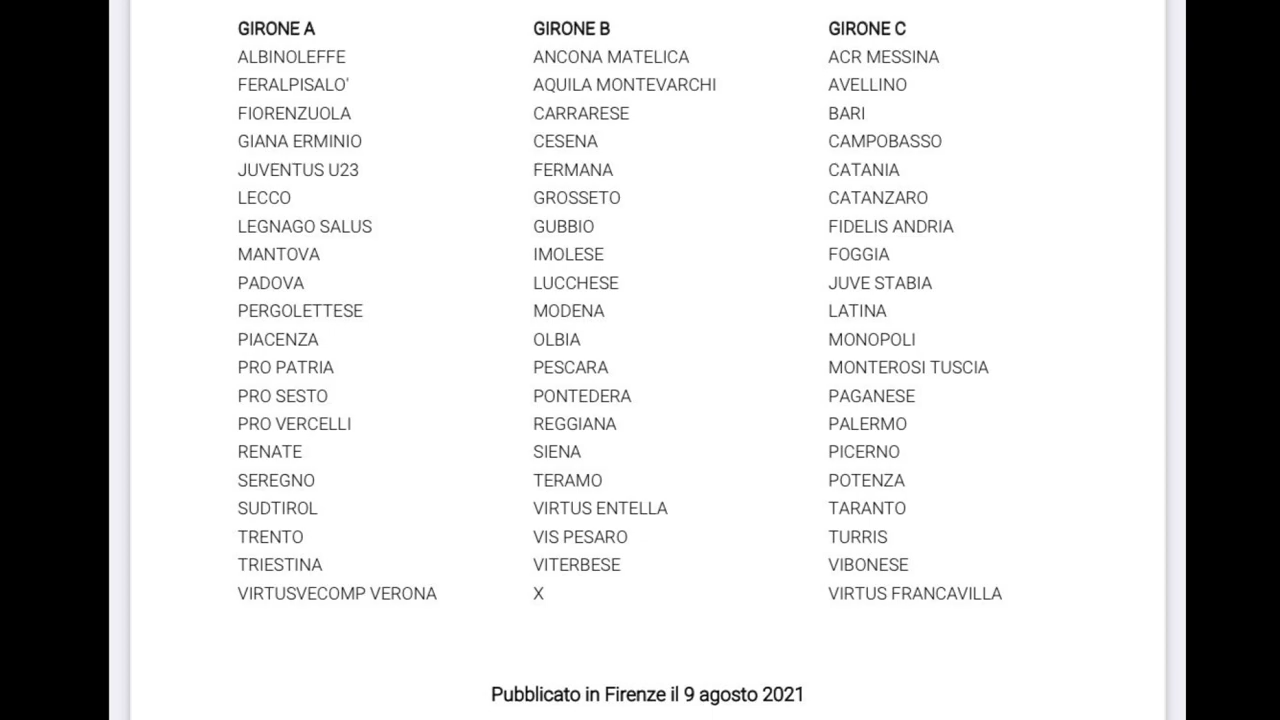 GIRONE A GIRONE B GIRONE C
ALBINOLEFFE ANCONA MATELICA ACR MESSINA
FERALPISALO' AQUILA MONTEVARCHI AVELLINO
FIORENZUOLA CARRARESE BARI
GIANA ERMINIO CESENA CAMPOBASSO
JUVENTUS U23 FERMANA CATANIA
LECCO GROSSETO CATANZARO
LEGNAGO SALUS GUBBIO FIDELIS ANDRIA
MANTOVA IMOLESE FOGGIA
PADOVA LUCCHESE JUVE STABIA
PERGOLETTESE MODENA LATINA
PIACENZA OLBIA MONOPOLI
PRO PATRIA PESCARA MONTEROSI TUSCIA
PRO SESTO PONTEDERA PAGANESE
PRO VERCELLI REGGIANA PALERMO
RENATE SIENA PICERNO
SEREGNO TERAMO POTENZA
SUDTIROL VIRTUS ENTELLA TARANTO
TRENTO VIS PESARO TURRIS
TRIESTINA VITERBESE VIBONESE
VIRTUSVECOMP VERONA X VIRTUS FRANCAVILLA
Pubblicato in Firenze il 9 agosto 2021